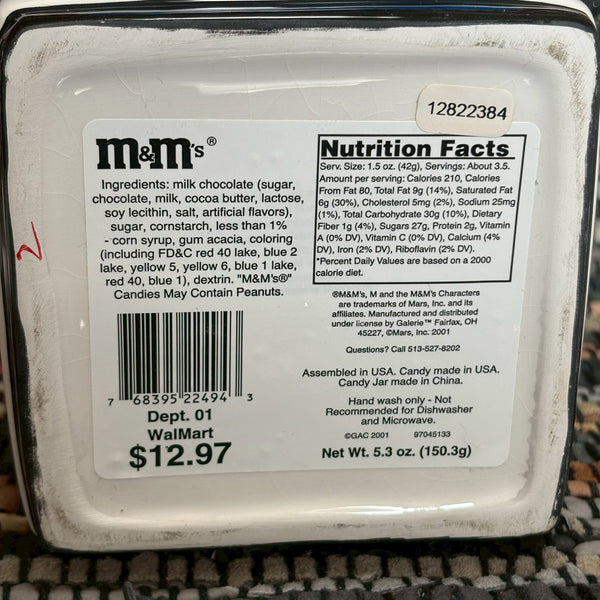 12822384
m&m's®
Ingredients: milk chocolate (sugar,
chocolate, milk, cocoa butter, lactose,
soy lecithin, salt, artificial flavors),
sugar, cornstarch, less than 1%
- corn syrup, gum acacia, coloring
(including FD&C red 40 lake, blue 2
lake, yellow 5, yellow 6, blue 1 lake,
red 40, blue 1), dextrin. "M&M's®"
Candies May Contain Peanuts.
7 68395 22494 3
Dept. 01
WalMart
$12.97
Nutrition Facts
Serv. Size: 1.5 oz. (42g), Servings: About 3.5.
Amount per serving: Calories 210, Calories
From Fat 80, Total Fat 9g (14%), Saturated Fat
6g (30%), Cholesterol 5mg (2%), Sodium 25mg
(1%), Total Carbohydrate 30g (10%), Dietary
Fiber 1g (4%), Sugars 27g, Protein 2g, Vitamin
A (0% DV), Vitamin C (0% DV), Calcium (4%
DV), Iron (2% DV), Riboflavin (2% DV).
*Percent Daily Values are based on a 2000
calorie diet.
®M&M's, M and the M&M's Characters
are trademarks of Mars, Inc. and its
affiliates. Manufactured and distributed
under license by Galerie™ Fairfax, OH
45227, ©Mars, Inc. 2001
Questions? Call 513-527-8202
Assembled in USA. Candy made in USA.
Candy Jar made in China.
Hand wash only - Not
Recommended for Dishwasher
and Microwave.
©GAC 2001 97045133
Net Wt. 5.3 oz. (150.3g)
2